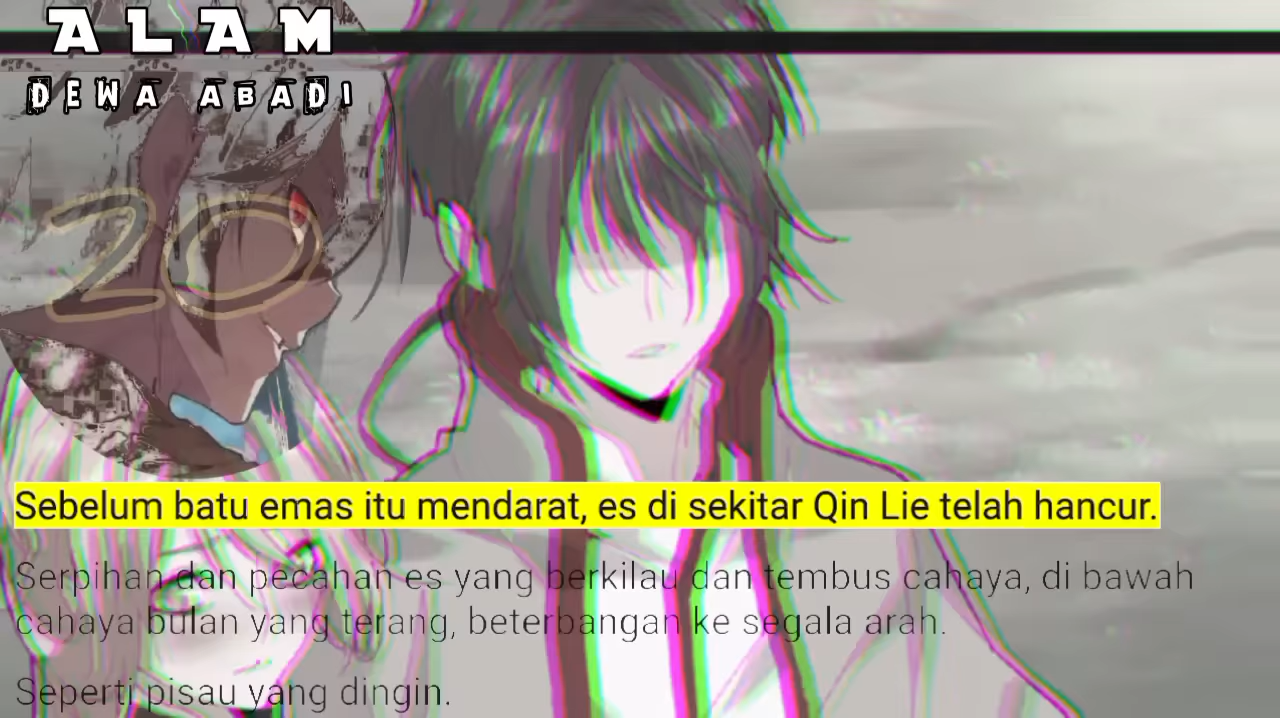 ALAM
DEWA ABADI
20
Sebelum batu emas itu mendarat, es di sekitar Qin Lie telah hancur.
Serpihan dan pecahan es yang berkilau dan tembus cahaya, di bawah
cahaya bulan yang terang, beterbangan ke segala arah.
Seperti pisau yang dingin.